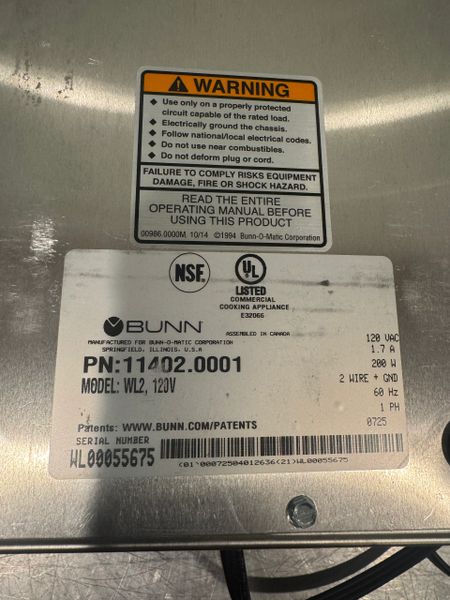 WARNING
◆ Use only on a properly protected
circuit capable of the rated load.
◆ Electrically ground the chassis.
◆ Follow national/local electrical codes.
◆ Do not use near combustibles.
◆ Do not deform plug or cord.
FAILURE TO COMPLY RISKS EQUIPMENT
DAMAGE, FIRE OR SHOCK HAZARD.
READ THE ENTIRE
OPERATING MANUAL BEFORE
USING THIS PRODUCT
00986.0000M 10/14 ©1994 Bunn-O-Matic Corporation
NSF
UL
LISTED
COMMERCIAL
COOKING APPLIANCE
E32066
BUNN
ASSEMBLED IN CANADA
MANUFACTURED FOR BUNN-O-MATIC CORPORATION
SPRINGFIELD, ILLINOIS, U.S.A
PN:11402.0001
MODEL: WL2, 120V
120 VAC
1.7 A
200 W
2 WIRE + GND
60 Hz
1 PH
0725
Patents: WWW.BUNN.COM/PATENTS
SERIAL NUMBER
WL00055675
(01)00072504012636(21)WL00055675